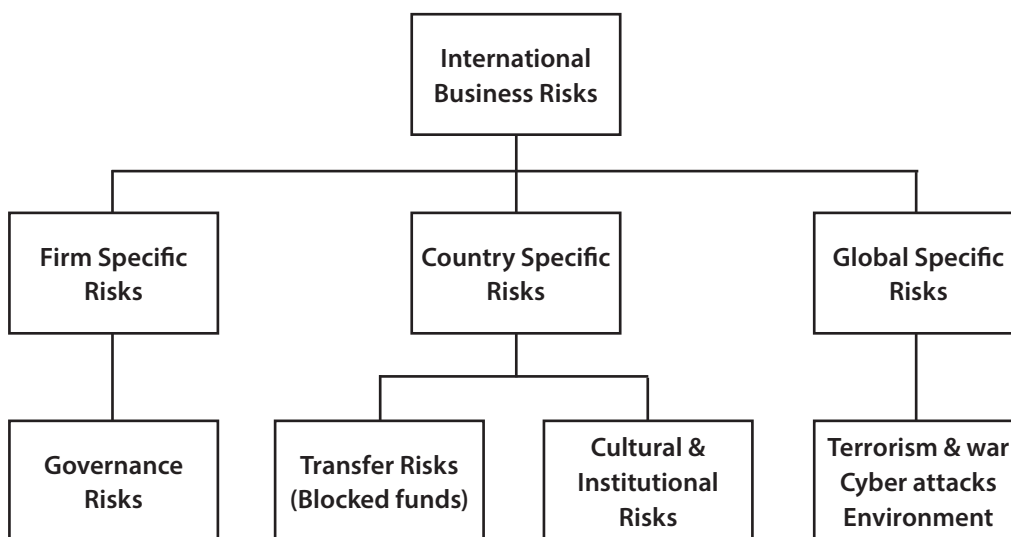 International
Business Risks
Firm Specific
Risks
Country Specific
Risks
Global Specific
Risks
Governance
Risks
Transfer Risks
(Blocked funds)
Cultural &
Institutional
Risks
Terrorism & war
Cyber attacks
Environment